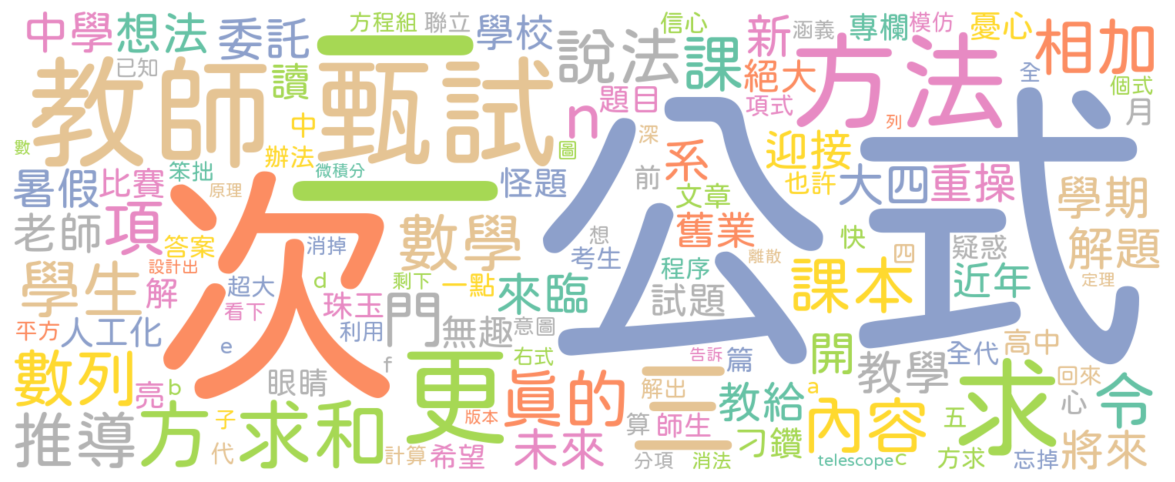 中學 想法 委託 方程組 聯立 學校 說法 課 信心 新 涵義 專欄 模仿 憂心 相加
已知 教師 甄試 讀 二 絕大 方法 全 個式
n 題目 項式 月
數 中 辦法 圖 深 列
笨拙 微積分 系 迎接
暑假 比賽 原理 一 怪題 前 文章 也許 大四 重操 學期
老師 項 次 數學 公式 舊業
答案 消掉 想 考生 離散 快 四 疑惑 解題
學生 設計出 解 超大 d 剩下 一點 來臨 程序 試題 課本 近年 定理
看下 珠玉 門
平方 人工化 利用 無趣 意圖
e f 右式 告訴 篇 開 全代 高中
數列 亮 b 眼睛 更 真的 三 解出 教給 a 教學 求 回來 令
心
推導 方 子 求和 版本 算 師生 刁鑽 內容 五
代 計算 希望 未來 分項 消法 telescope C 方求 忘掉 將來